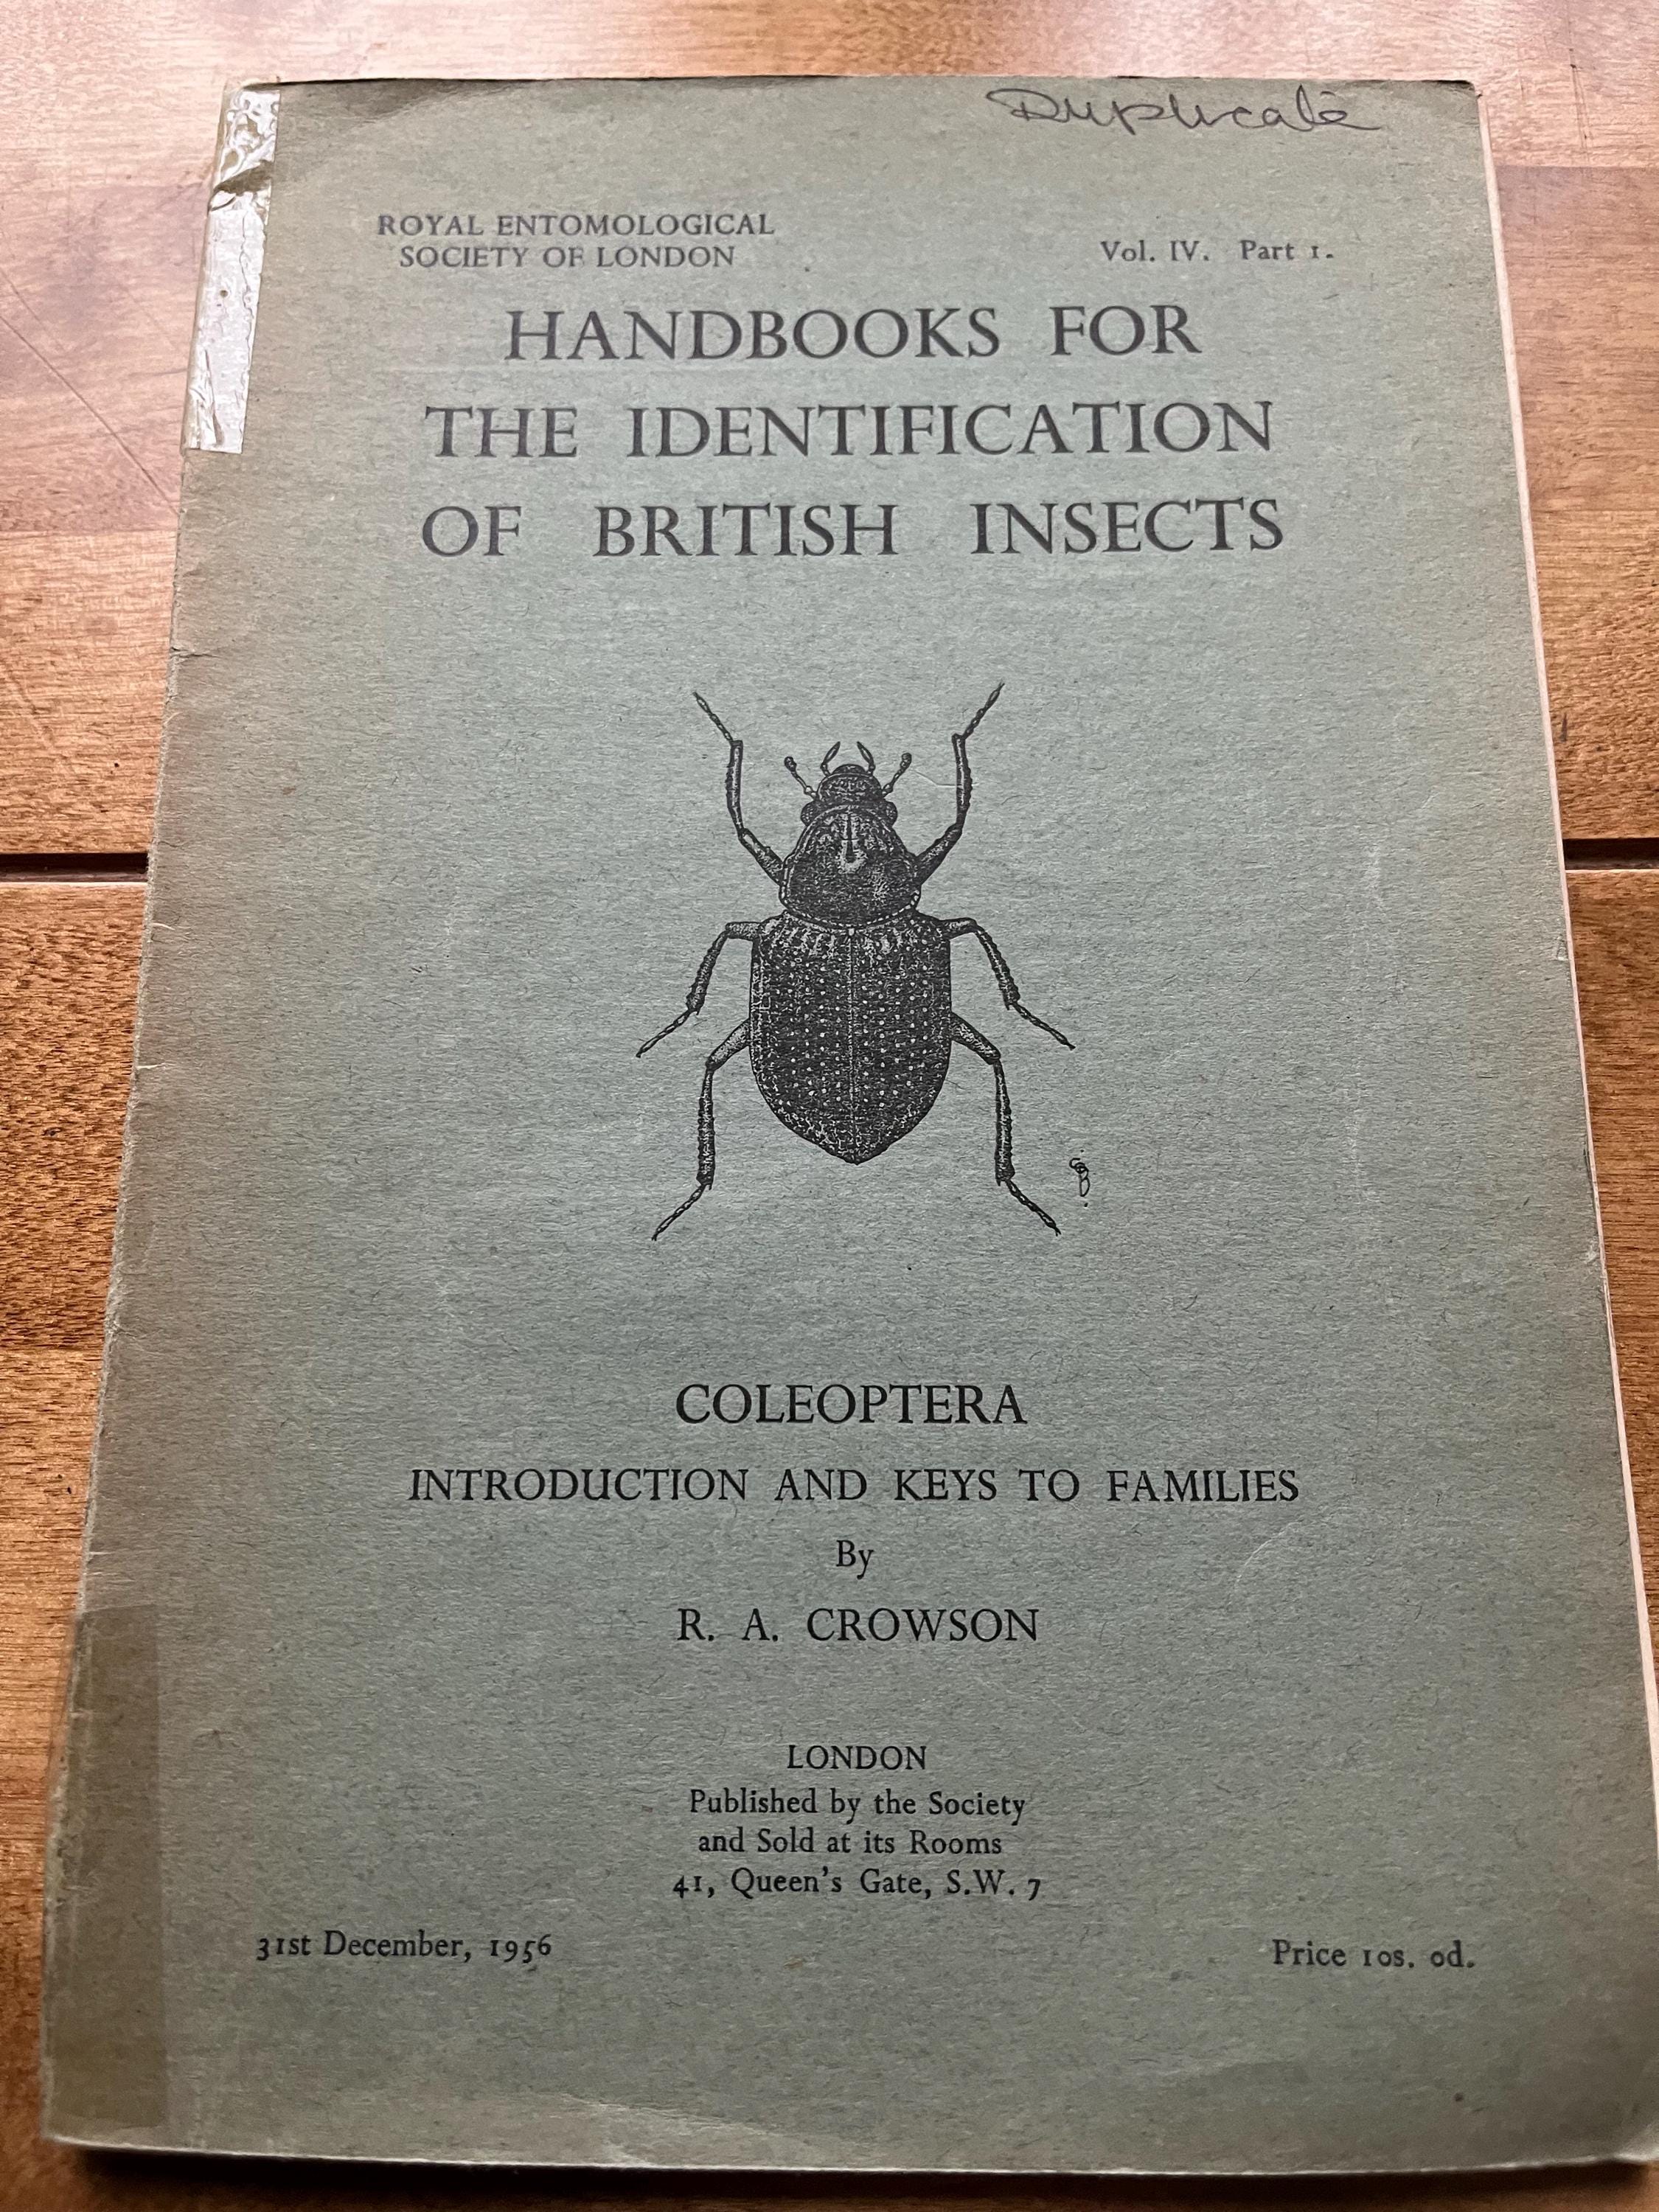 Duplicate
ROYAL ENTOMOLOGICAL
SOCIETY OF LONDON
Vol. IV. Part 1.
HANDBOOKS FOR
THE IDENTIFICATION
OF BRITISH INSECTS
COLEOPTERA
INTRODUCTION AND KEYS TO FAMILIES
By
R. A. CROWSON
LONDON
Published by the Society
and Sold at its Rooms
41, Queen's Gate, S.W. 7
31st December, 1956
Price 10s. 0d.